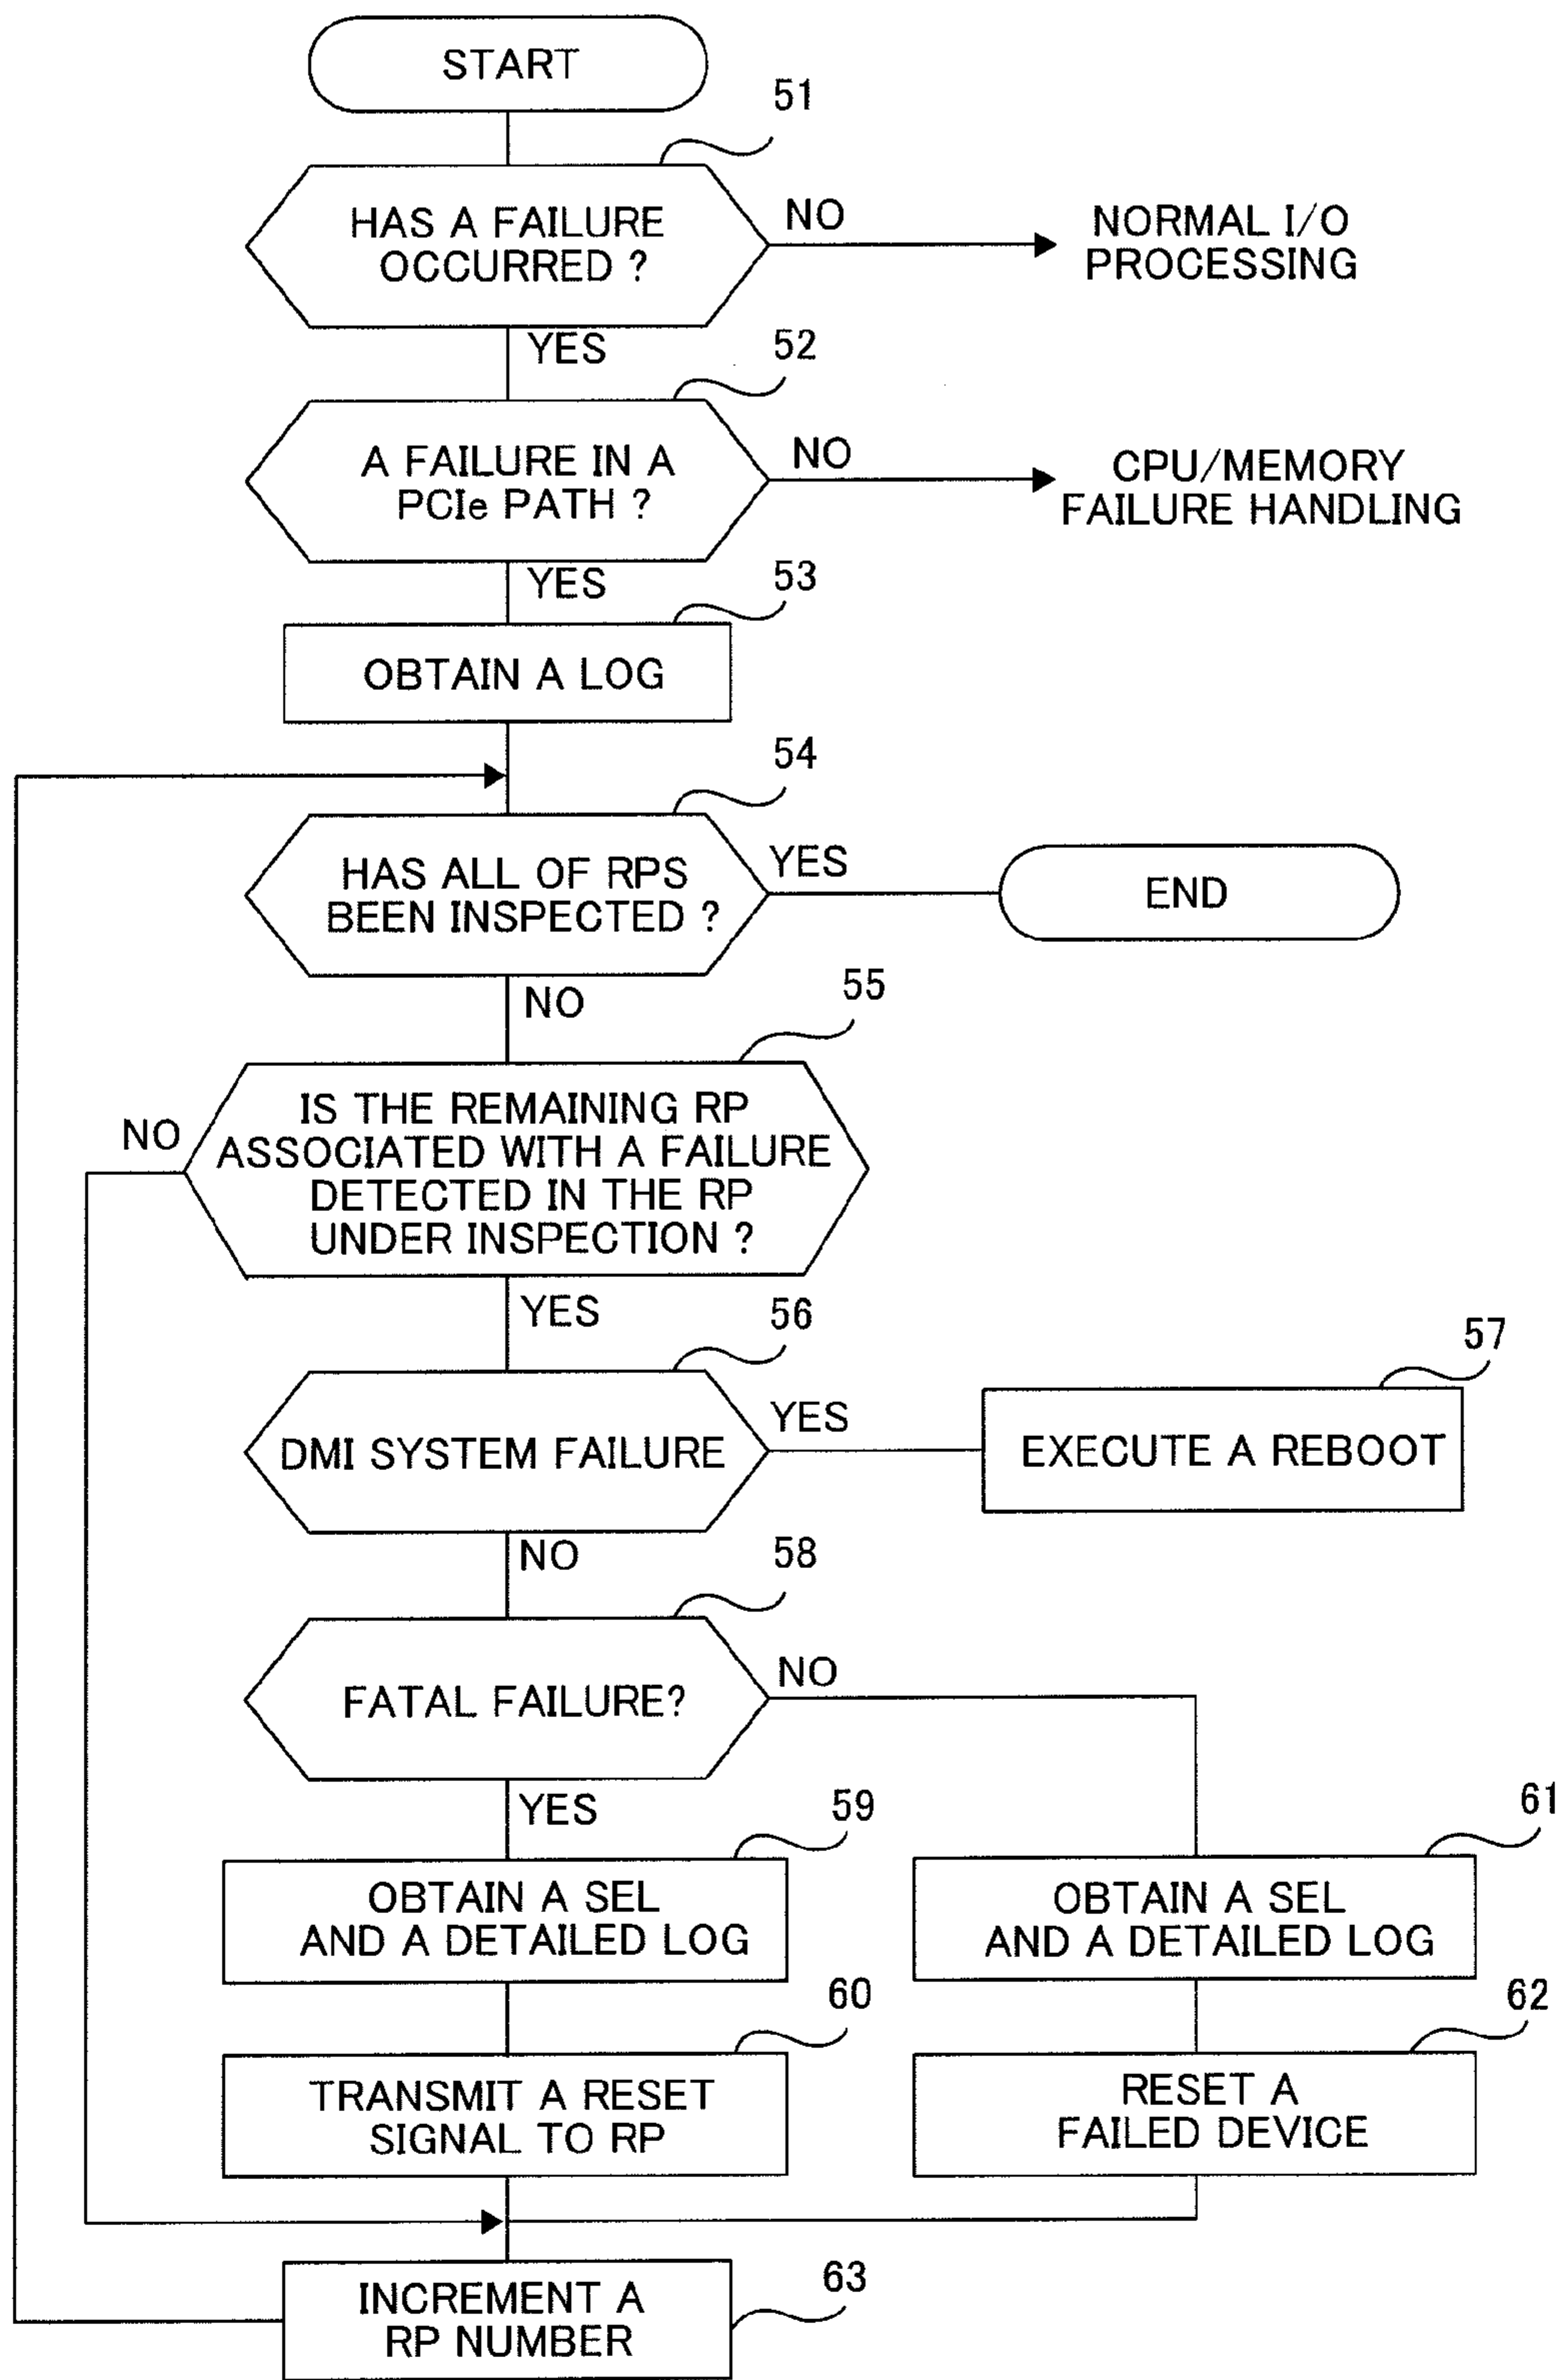 START
51
HAS A FAILURE
OCCURRED ?
NO
NORMAL I/O
PROCESSING
YES
52
A FAILURE IN A
PCIe PATH ?
NO
CPU/MEMORY
FAILURE HANDLING
YES
53
OBTAIN A LOG
54
HAS ALL OF RPS
BEEN INSPECTED ?
YES
END
NO
55
IS THE REMAINING RP
ASSOCIATED WITH A FAILURE
DETECTED IN THE RP
UNDER INSPECTION ?
NO
YES
56
DMI SYSTEM FAILURE
YES
57
EXECUTE A REBOOT
NO
58
FATAL FAILURE?
NO
YES
59
OBTAIN A SEL
AND A DETAILED LOG
61
OBTAIN A SEL
AND A DETAILED LOG
60
TRANSMIT A RESET
SIGNAL TO RP
62
RESET A
FAILED DEVICE
63
INCREMENT A
RP NUMBER